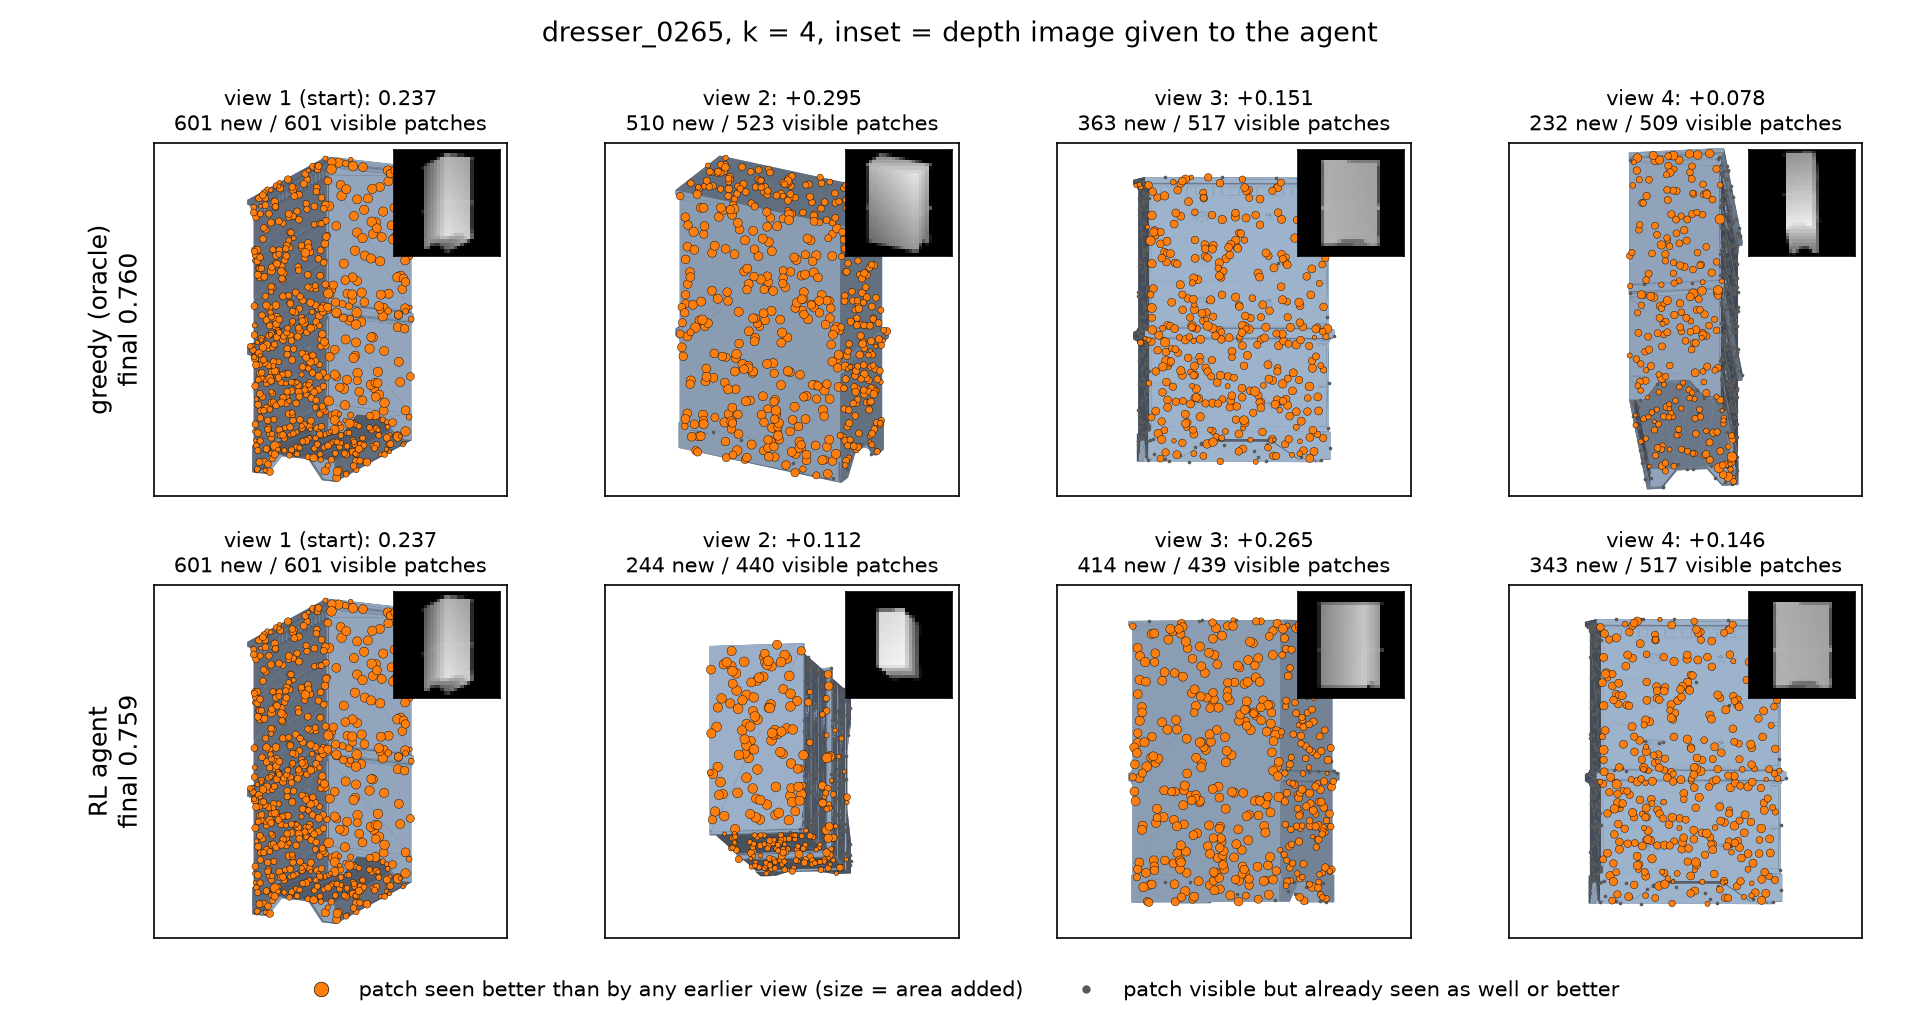 dresser_0265, k = 4, inset = depth image given to the agent
greedy (oracle)
final 0.760
view 1 (start): 0.237
601 new / 601 visible patches
view 2: +0.295
510 new / 523 visible patches
view 3: +0.151
363 new / 517 visible patches
view 4: +0.078
232 new / 509 visible patches
RL agent
final 0.759
view 1 (start): 0.237
601 new / 601 visible patches
view 2: +0.112
244 new / 440 visible patches
view 3: +0.265
414 new / 439 visible patches
view 4: +0.146
343 new / 517 visible patches
patch seen better than by any earlier view (size = area added)
patch visible but already seen as well or better